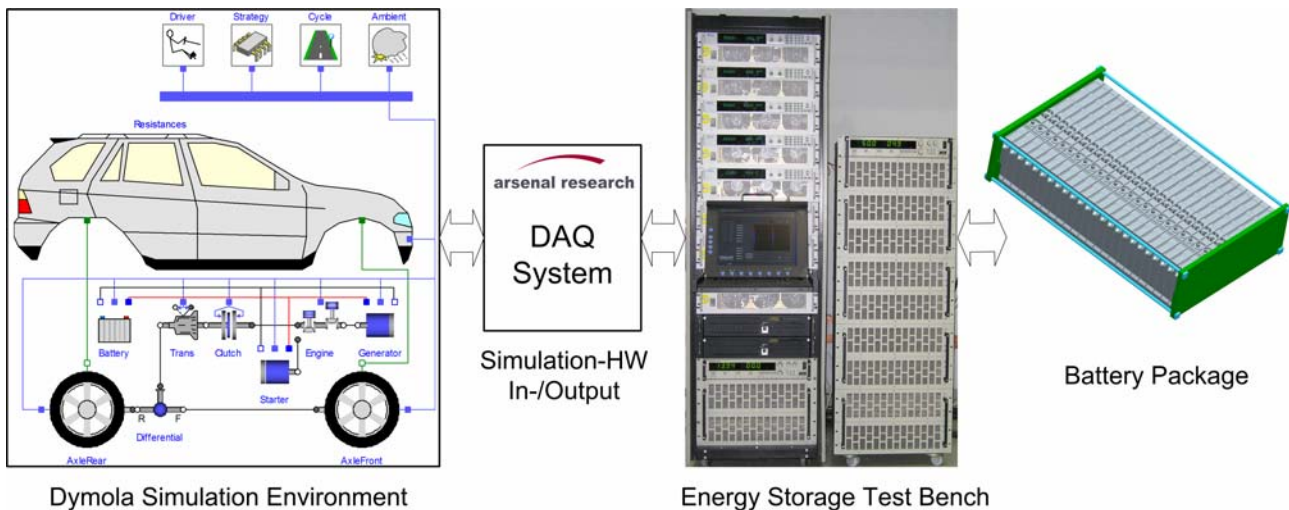 Driver Strategy Cycle Ambient
Resistances
Battery Trans Clutch Engine Generator
Starter
R F
Differential
AxleRear AxleFront
Dymola Simulation Environment
arsenal research
DAQ
System
Simulation-HW
In-/Output
Energy Storage Test Bench
Battery Package